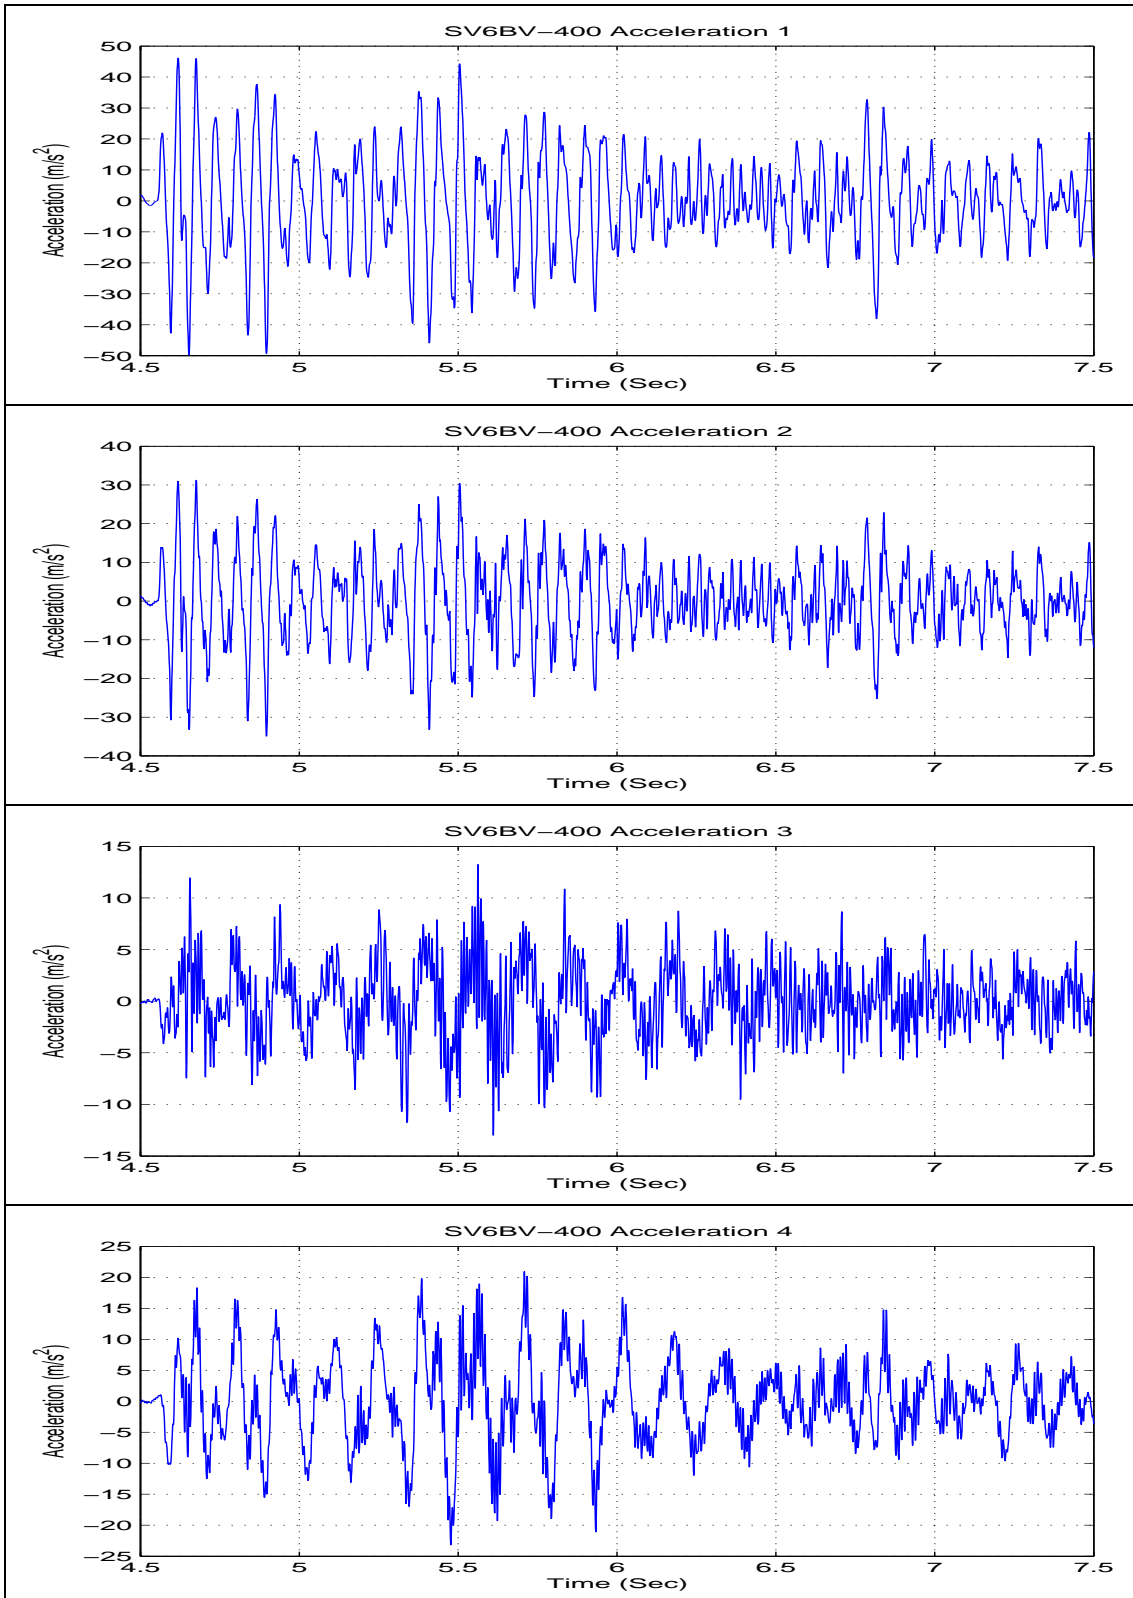 SV6BV−400 Acceleration 1
50
40
30
20
10
0
−10
−20
−30
−40
−50
Acceleration (m/s²)
4.5 5 5.5 6 6.5 7 7.5
Time (Sec)
SV6BV−400 Acceleration 2
40
30
20
10
0
−10
−20
−30
−40
Acceleration (m/s²)
4.5 5 5.5 6 6.5 7 7.5
Time (Sec)
SV6BV−400 Acceleration 3
15
10
5
0
−5
−10
−15
Acceleration (m/s²)
4.5 5 5.5 6 6.5 7 7.5
Time (Sec)
SV6BV−400 Acceleration 4
25
20
15
10
5
0
−5
−10
−15
−20
−25
Acceleration (m/s²)
4.5 5 5.5 6 6.5 7 7.5
Time (Sec)